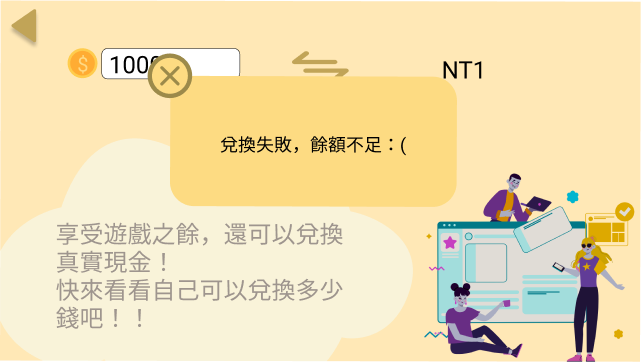 $
NT1
兌換失敗，餘額不足：(
享受遊戲之餘，還可以兌換
真實現金！
快來看看自己可以兌換多少
錢吧！！